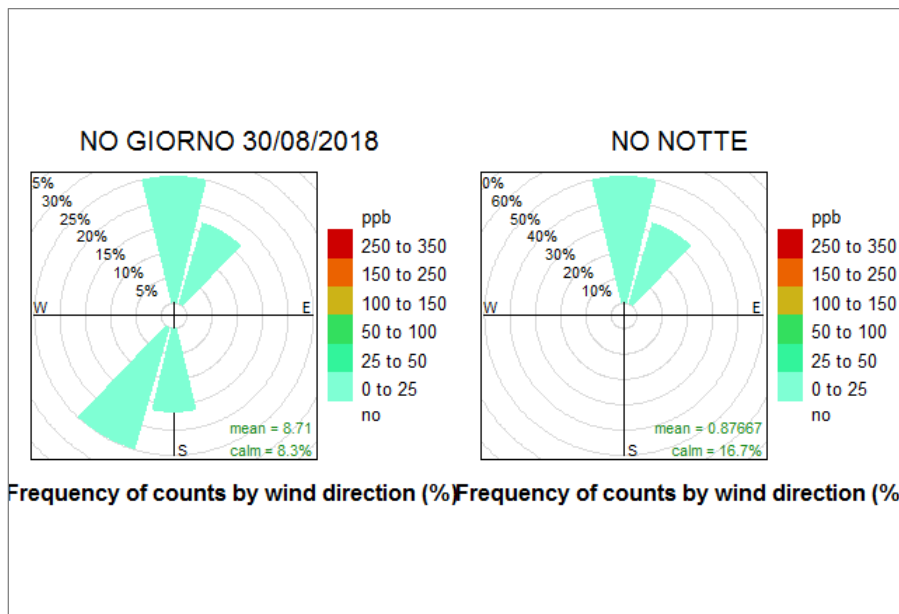 NO GIORNO 30/08/2018
5%
30%
25%
20%
15%
10%
5%
W
E
S
mean = 8.71
calm = 8.3%
ppb
250 to 350
150 to 250
100 to 150
50 to 100
25 to 50
0 to 25
no
Frequency of counts by wind direction (%)
NO NOTTE
0%
60%
50%
40%
30%
20%
10%
W
E
S
mean = 0.87667
calm = 16.7%
ppb
250 to 350
150 to 250
100 to 150
50 to 100
25 to 50
0 to 25
no
Frequency of counts by wind direction (%